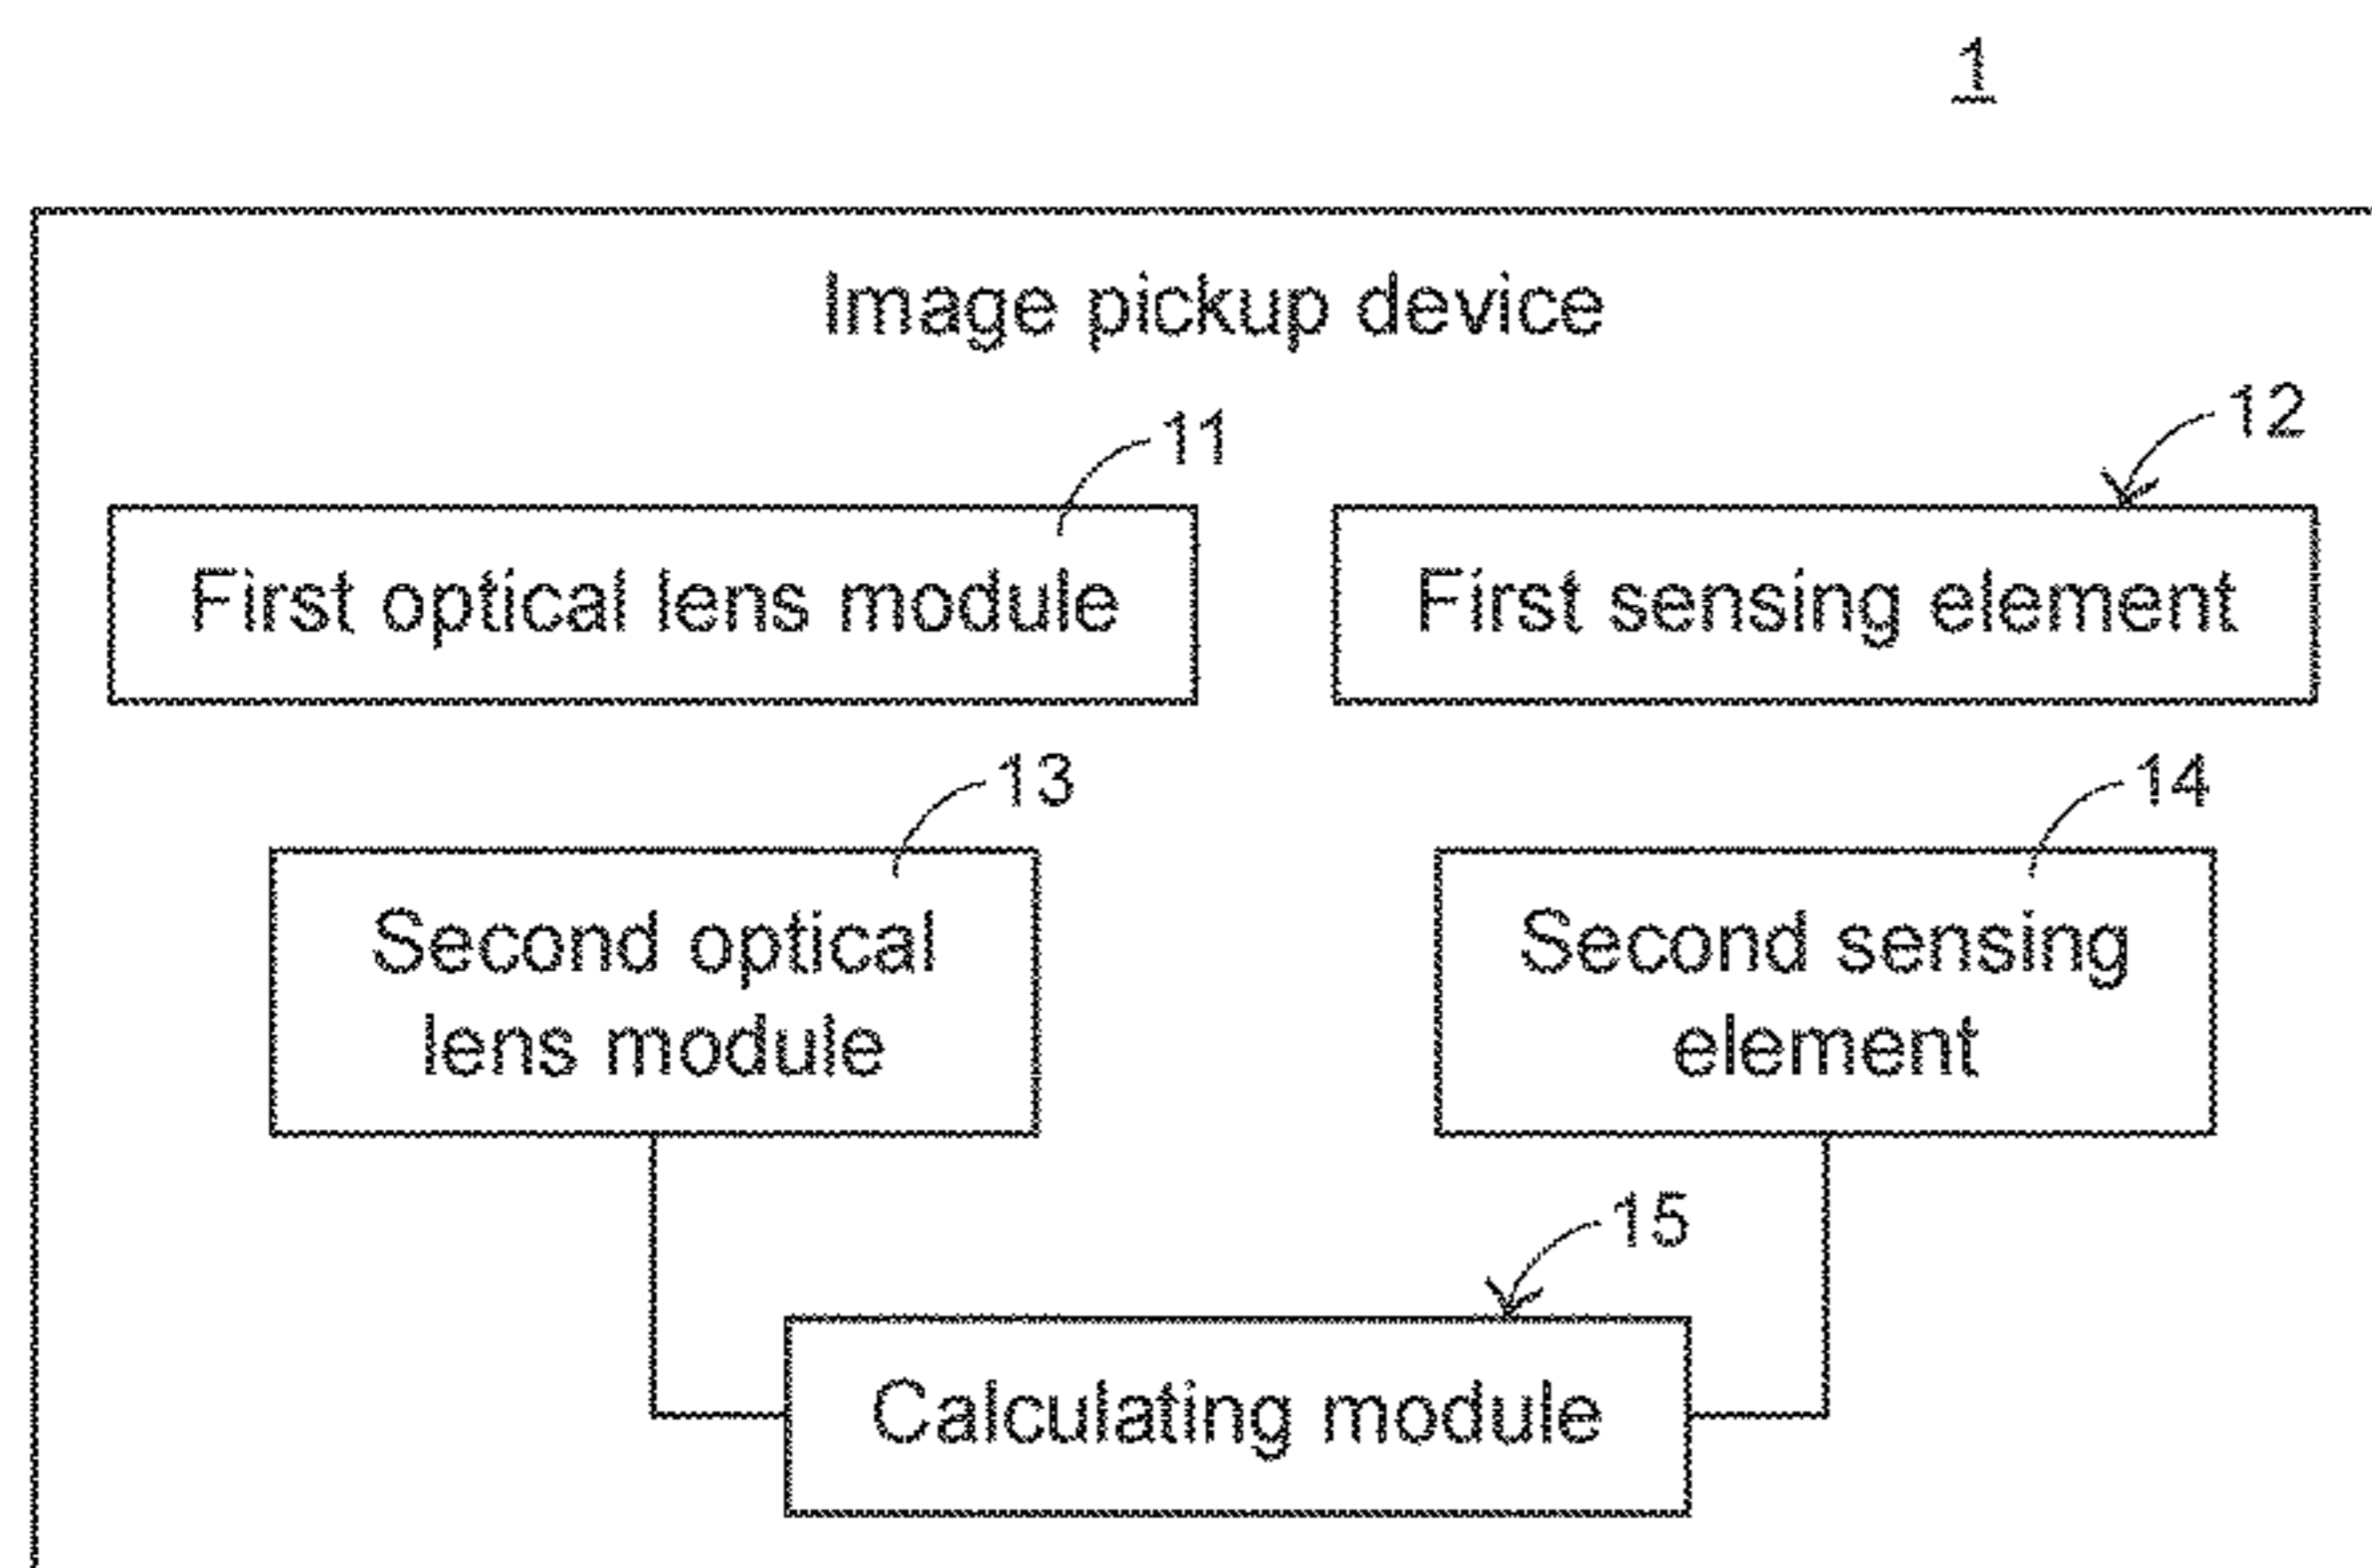 1
Image pickup device
11
12
First optical lens module
First sensing element
13
14
Second optical
lens module
Second sensing
element
15
Calculating module